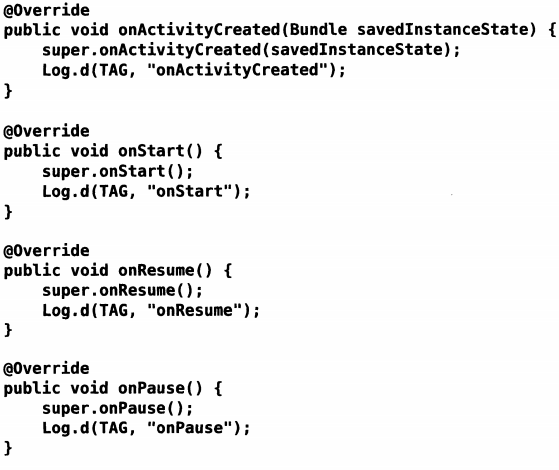 @Override
public void onActivityCreated(Bundle savedInstanceState) {
    super.onActivityCreated(savedInstanceState);
    Log.d(TAG, "onActivityCreated");
}

@Override
public void onStart() {
    super.onStart();
    Log.d(TAG, "onStart");
}

@Override
public void onResume() {
    super.onResume();
    Log.d(TAG, "onResume");
}

@Override
public void onPause() {
    super.onPause();
    Log.d(TAG, "onPause");
}